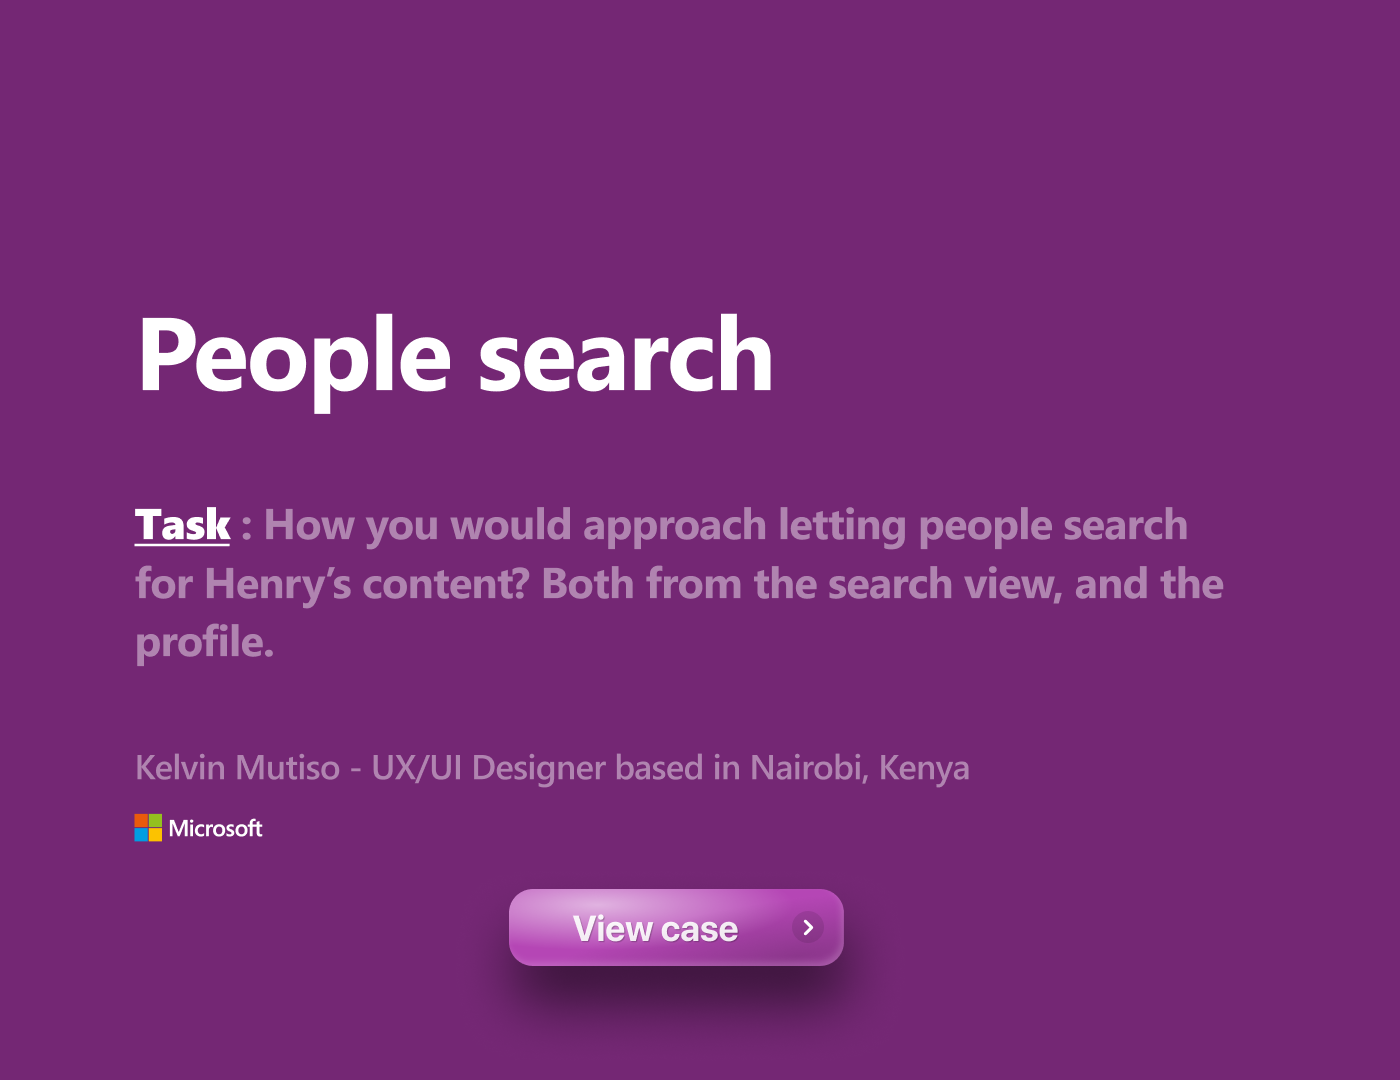 People search
Task : How you would approach letting people search
for Henry’s content? Both from the search view, and the
profile.
Kelvin Mutiso - UX/UI Designer based in Nairobi, Kenya
Microsoft
View case